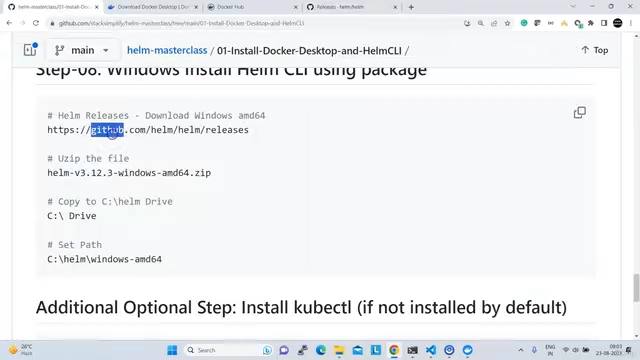 helm-masterclass/01-Install-Doc
Download Docker Desktop | Do
Docker Hub
Releases · helm/helm
github.com/stacksimplify/helm-masterclass/tree/main/01-Install-Docker-Desktop-and-HelmCLI
main
helm-masterclass / 01-Install-Docker-Desktop-and-HelmCLI /
Top
Step-08: Windows Install Helm CLI using package
# Helm Releases - Download Windows amd64
https://github.com/helm/helm/releases
# Uzip the file
helm-v3.12.3-windows-amd64.zip
# Copy to C:\helm Drive
C:\ Drive
# Set Path
C:\helm\windows-amd64
Additional Optional Step: Install kubectl (if not installed by default)
26°C
Haze
Search
ENG
IN
09:03
23-08-2023